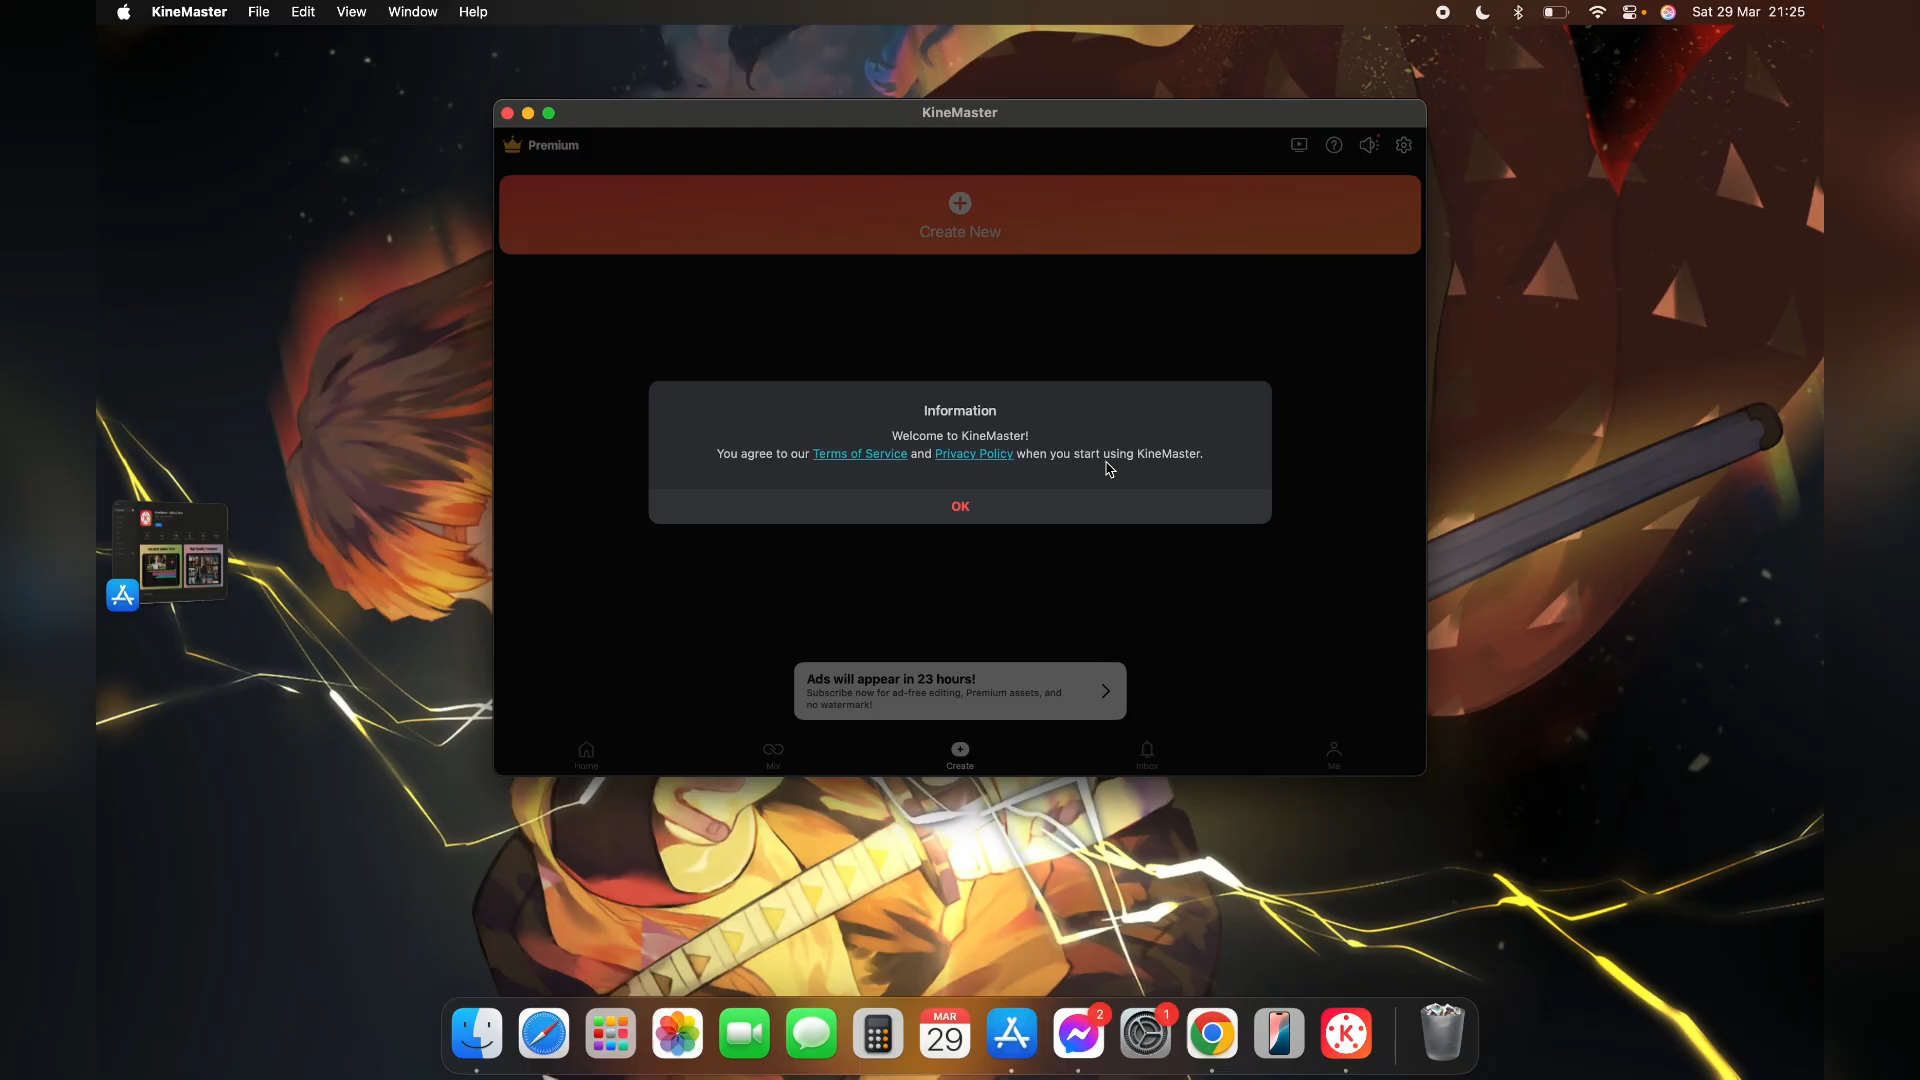 KineMaster File Edit View Window Help
Sat 29 Mar 21:25
KineMaster
Premium
Create New
Information
Welcome to KineMaster!
You agree to our Terms of Service and Privacy Policy when you start using KineMaster.
OK
Ads will appear in 23 hours!
Subscribe now for ad-free editing, Premium assets, and
no watermark!
Home Mix Create Inbox Me
MAR
29
2
1
K